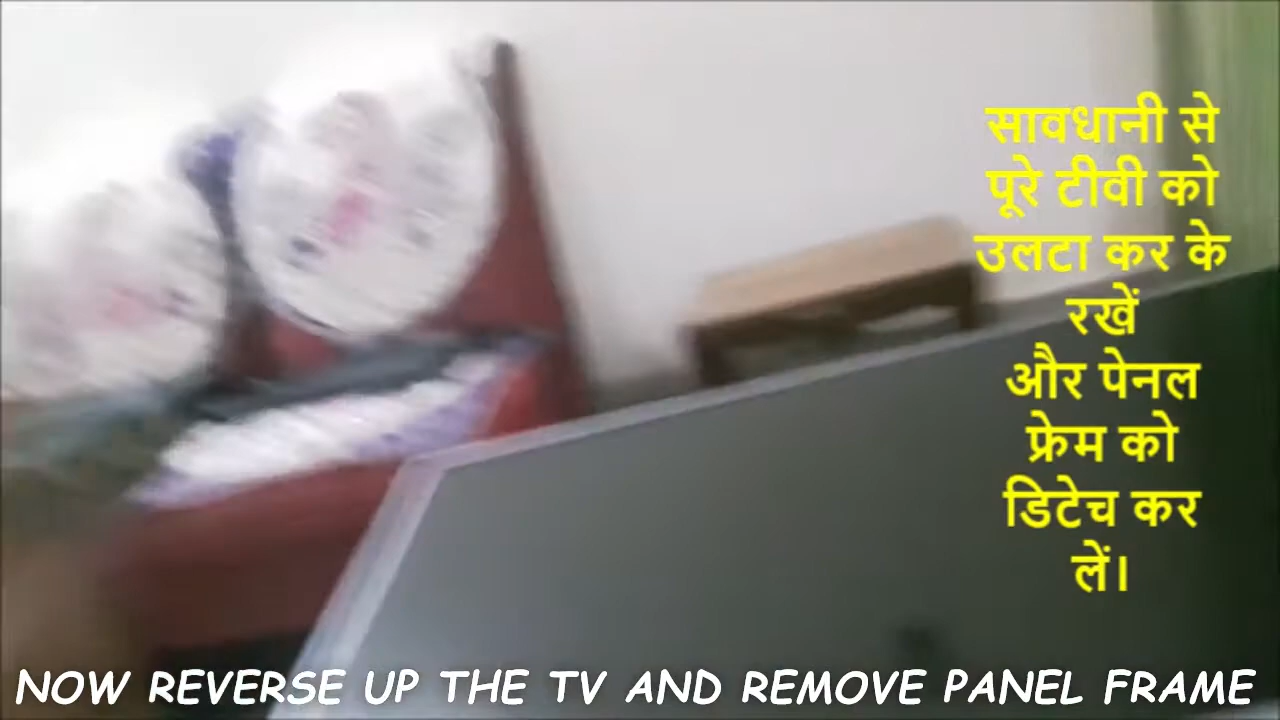 सावधानी से
पूरे टीवी को
उलटा कर के
रखें
और पेनल
फ्रेम को
डिटेच कर
लें।
NOW REVERSE UP THE TV AND REMOVE PANEL FRAME